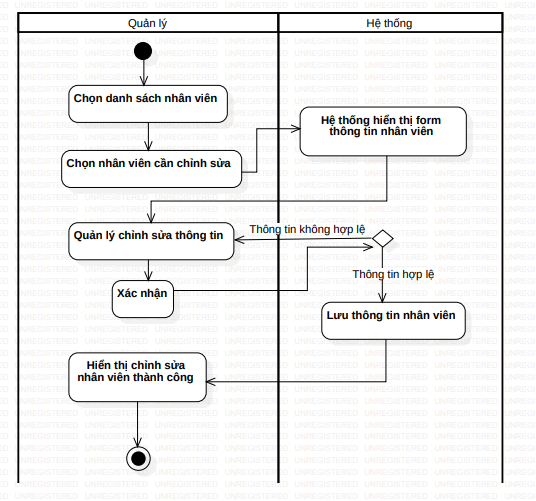 Quản lý
Hệ thống
Chọn danh sách nhân viên
Hệ thống hiển thị form
thông tin nhân viên
Chọn nhân viên cần chỉnh sửa
Quản lý chỉnh sửa thông tin
Thông tin không hợp lệ
Thông tin hợp lệ
Xác nhận
Lưu thông tin nhân viên
Hiển thị chỉnh sửa
nhân viên thành công